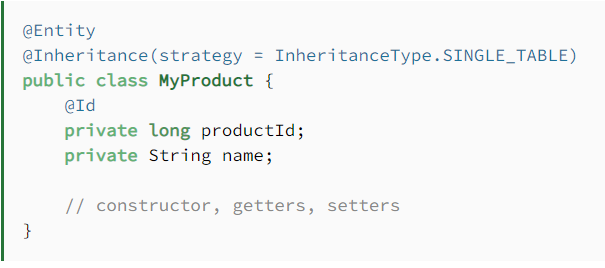 @Entity
@Inheritance(strategy = InheritanceType.SINGLE_TABLE)
public class MyProduct {
    @Id
    private long productId;
    private String name;

    // constructor, getters, setters
}